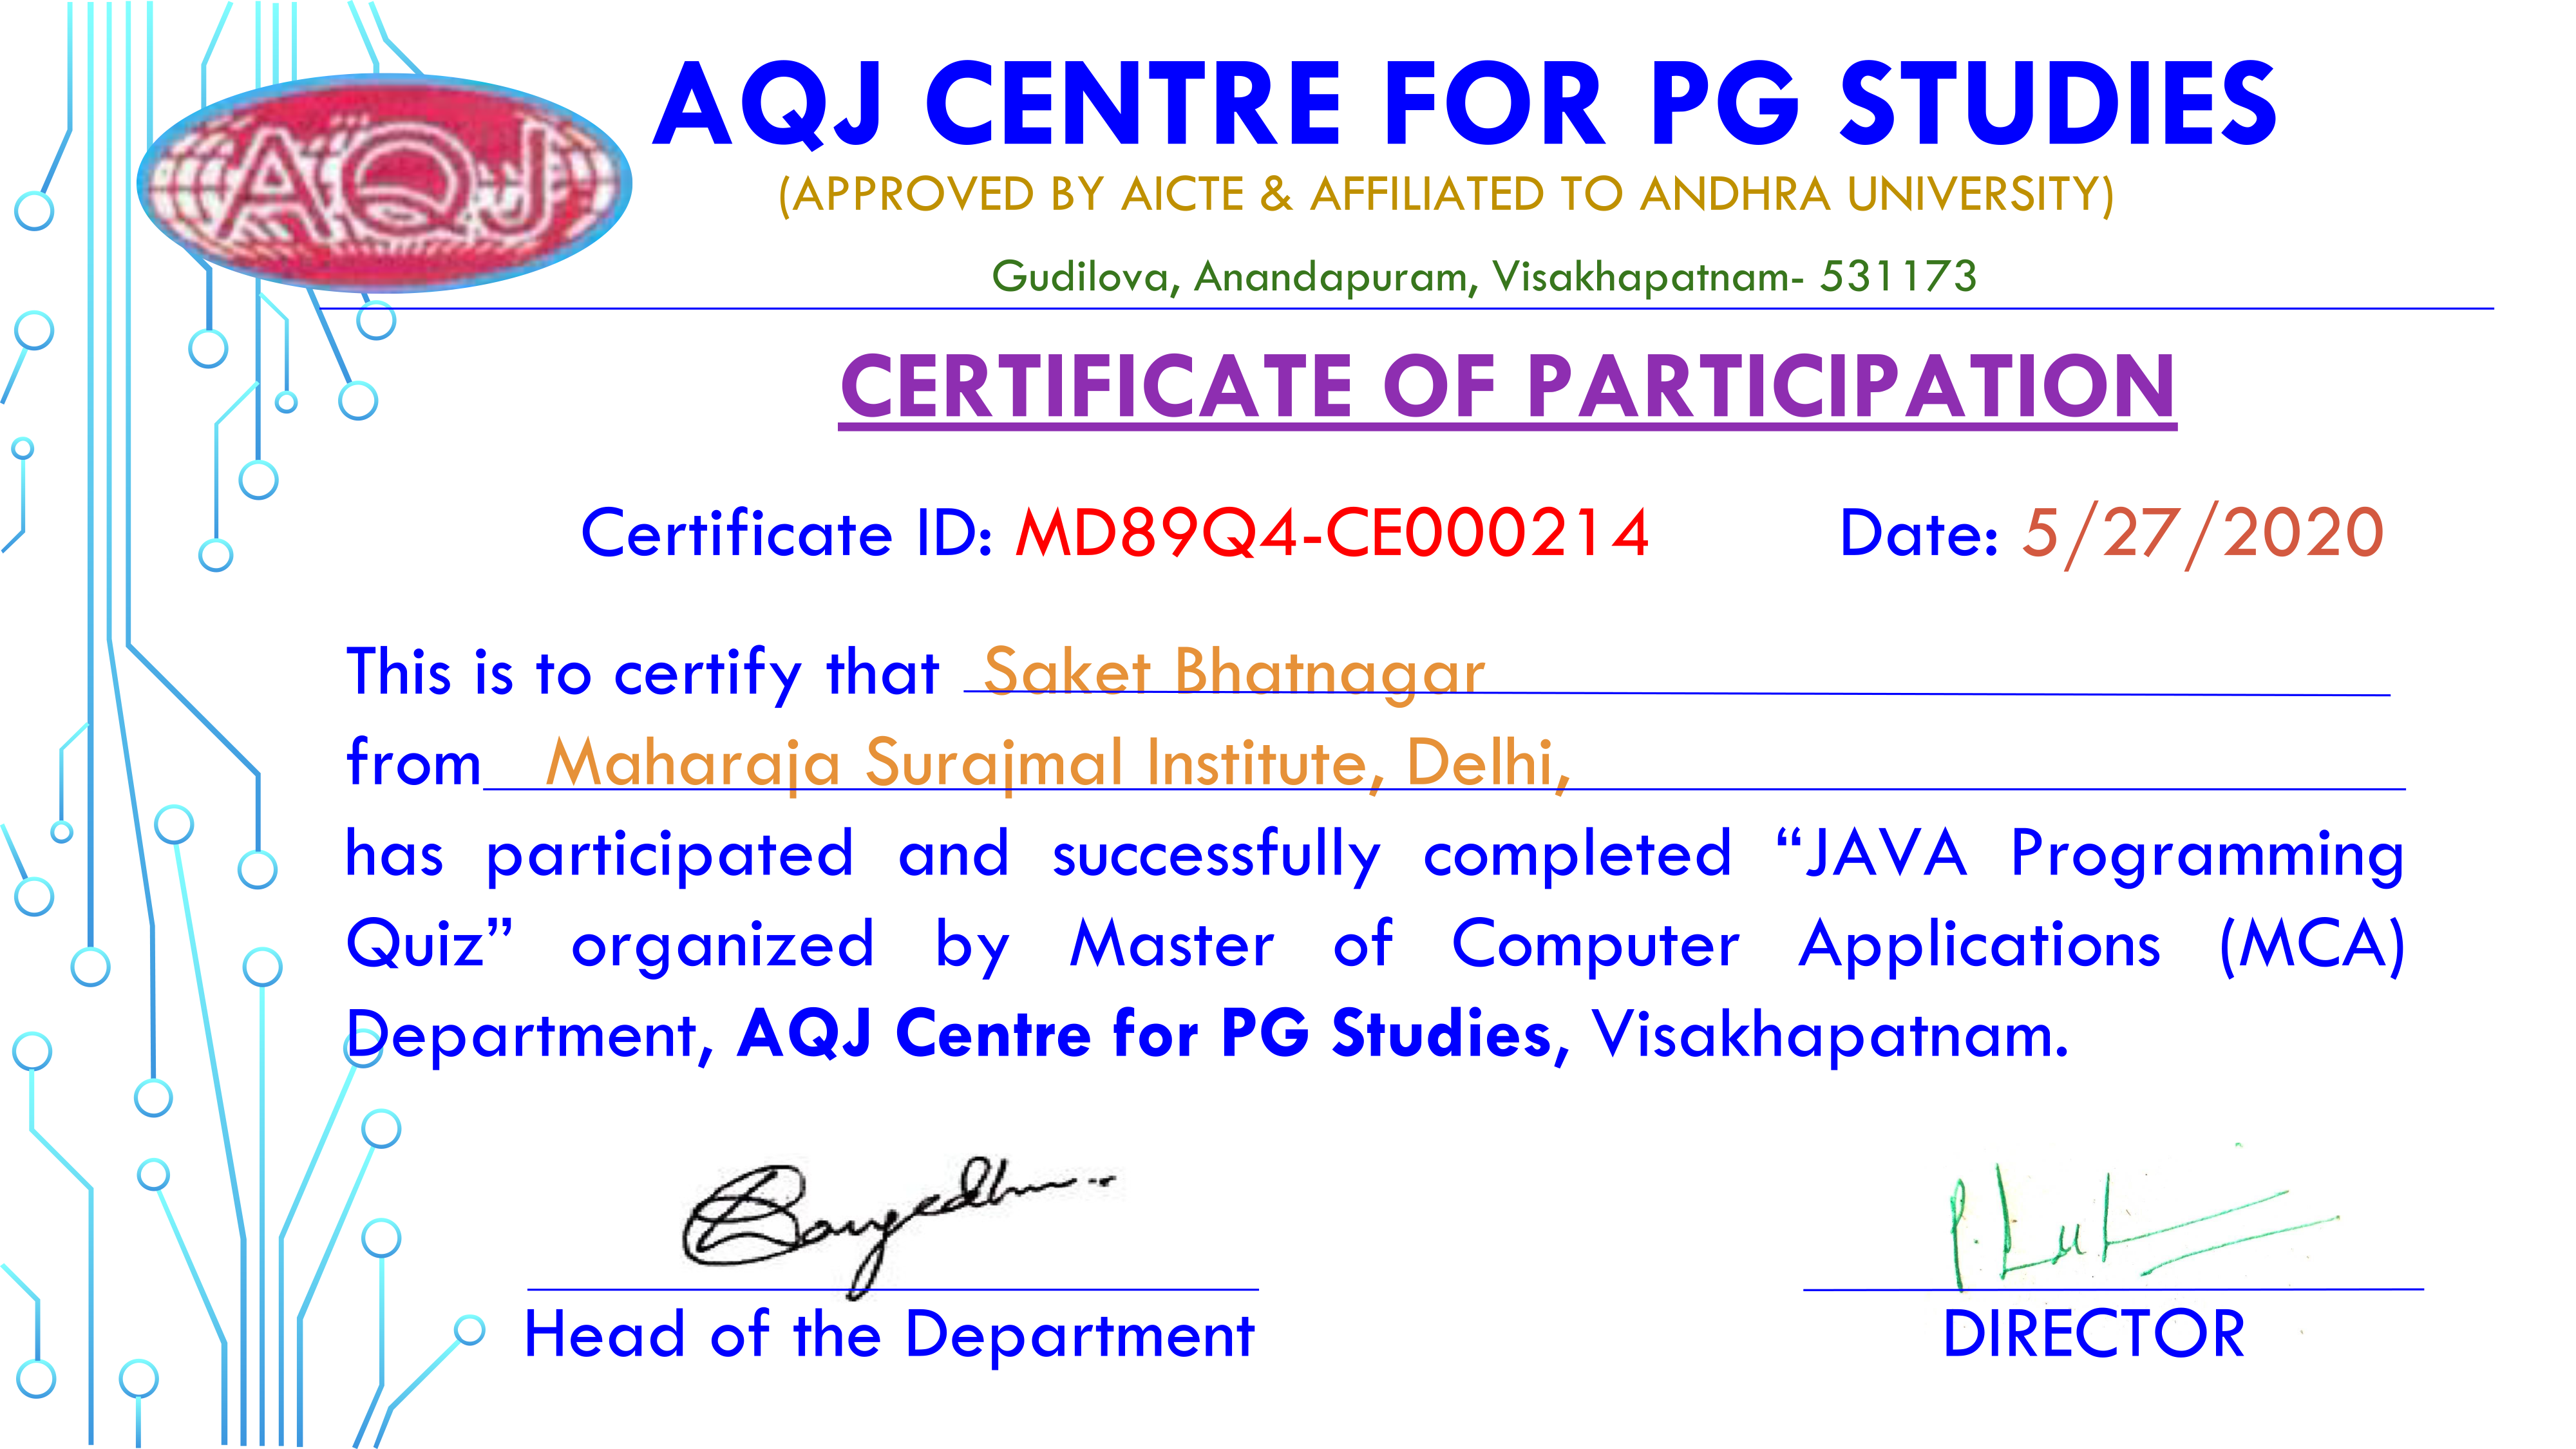 AQJ
AQJ CENTRE FOR PG STUDIES
(APPROVED BY AICTE & AFFILIATED TO ANDHRA UNIVERSITY)
Gudilova, Anandapuram, Visakhapatnam- 531173
CERTIFICATE OF PARTICIPATION
Certificate ID: MD89Q4-CE000214 Date: 5/27/2020
This is to certify that Saket Bhatnagar
from Maharaja Surajmal Institute, Delhi,
has participated and successfully completed “JAVA Programming
Quiz” organized by Master of Computer Applications (MCA)
Department, AQJ Centre for PG Studies, Visakhapatnam.
Head of the Department DIRECTOR